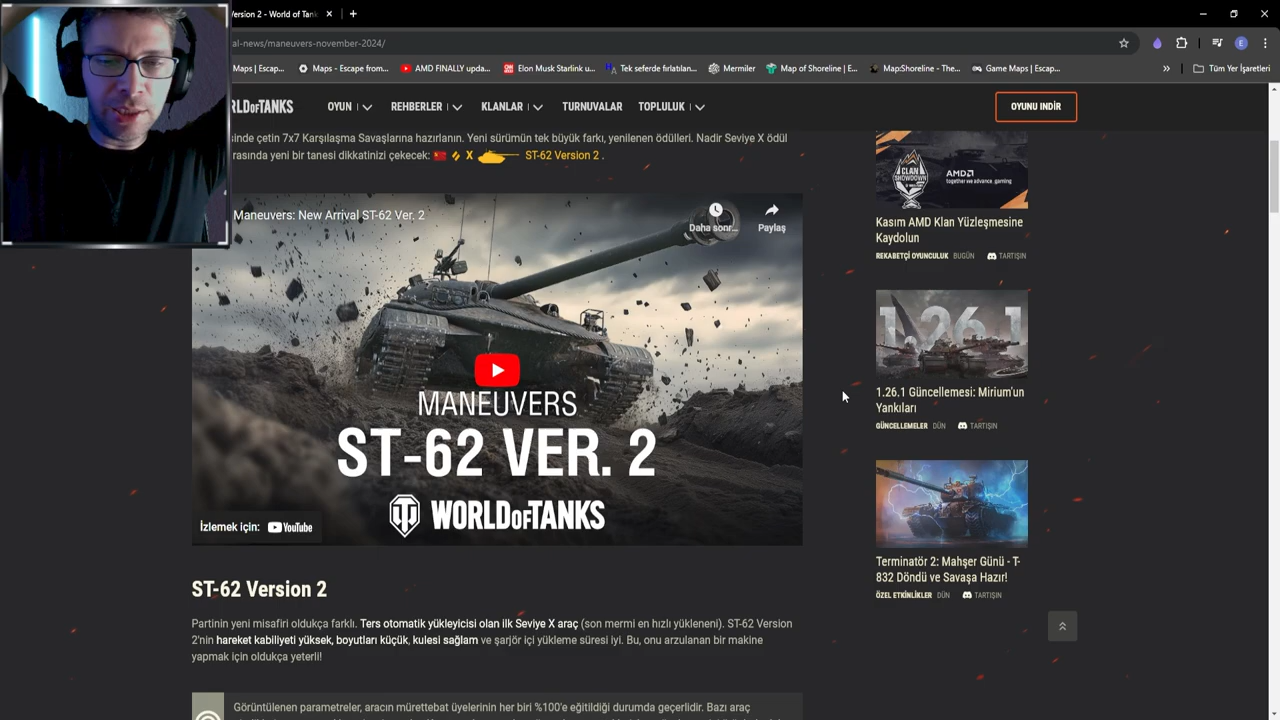 ersion 2 - World of Tank
al-news/maneuvers-november-2024/
Maps | Escap...
Maps - Escape from...
AMD FINALLY upda...
Elon Musk Starlink u...
Tek seferde fırlatılan...
Mermiler
Map of Shoreline | E...
Map:Shoreline - The...
Game Maps | Escap...
Tüm Yer İşaretleri
E
RLDOFTANKS
OYUN
REHBERLER
KLANLAR
TURNUVALAR
TOPLULUK
OYUNU INDİR
sinde çetin 7x7 Karşılaşma Savaşlarına hazırlanın. Yeni sürümün tek büyük farkı, yenilenen ödülleri. Nadir Seviye X ödül
rasında yeni bir tanesi dikkatinizi çekecek: X ST-62 Version 2 .
Maneuvers: New Arrival ST-62 Ver. 2
Daha sonr...
Paylaş
MANEUVERS
ST-62 VER. 2
WORLD OF TANKS
İzlemek için: YouTube
ST-62 Version 2
Partinin yeni misafiri oldukça farklı. Ters otomatik yükleyicisi olan ilk Seviye X araç (son mermi en hızlı yüklenen). ST-62 Version
2'nin hareket kabiliyeti yüksek, boyutları küçük, kulesi sağlam ve şarjör içi yükleme süresi iyi. Bu, onu arzulanan bir makine
yapmak için oldukça yeterli!
Görüntülenen parametreler, aracın mürettebat üyelerinin her biri %100'e eğitildiği durumda geçerlidir. Bazı araç
CLAN
SHOWDOWN
AMD
together we advance_gaming
Kasım AMD Klan Yüzleşmesine
Kaydolun
REKABETÇİ OYUNCULUK BUGÜN TARTIŞIN
1.26.1
1.26.1 Güncellemesi: Mirium'un
Yankıları
GÜNCELLEMELER DÜN TARTIŞIN
Terminatör 2: Mahşer Günü - T-
832 Döndü ve Savaşa Hazır!
ÖZEL ETKİNLİKLER DÜN TARTIŞIN